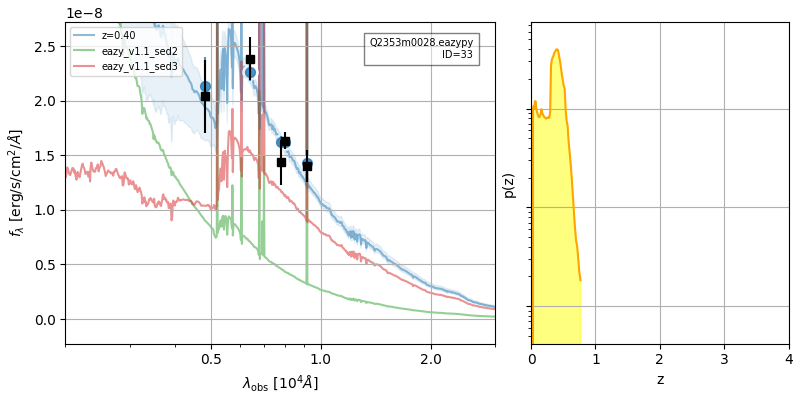 1e−8
z=0.40
eazy_v1.1_sed2
eazy_v1.1_sed3
Q2353m0028.eazypy
ID=33
2.5
2.0
1.5
1.0
0.5
0.0
f_λ [erg/s/cm²/Å]
0.5
1.0
2.0
λ_obs [10⁴Å]
p(z)
0
1
2
3
4
z